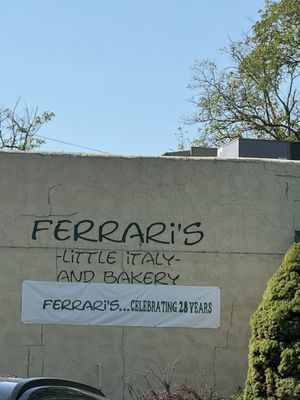 FERRARI'S
-LITTLE ITALY-
AND BAKERY
FERRARI'S...CELEBRATING 28 YEARS